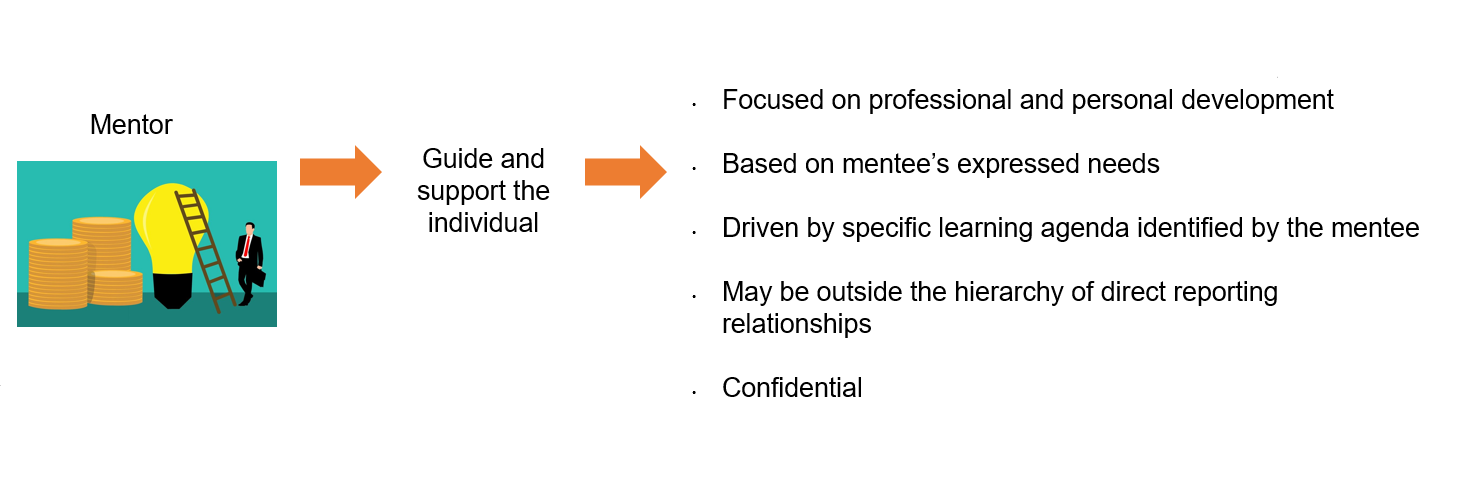 Mentor
Guide and
support the
individual
· Focused on professional and personal development
· Based on mentee’s expressed needs
· Driven by specific learning agenda identified by the mentee
· May be outside the hierarchy of direct reporting
relationships
· Confidential